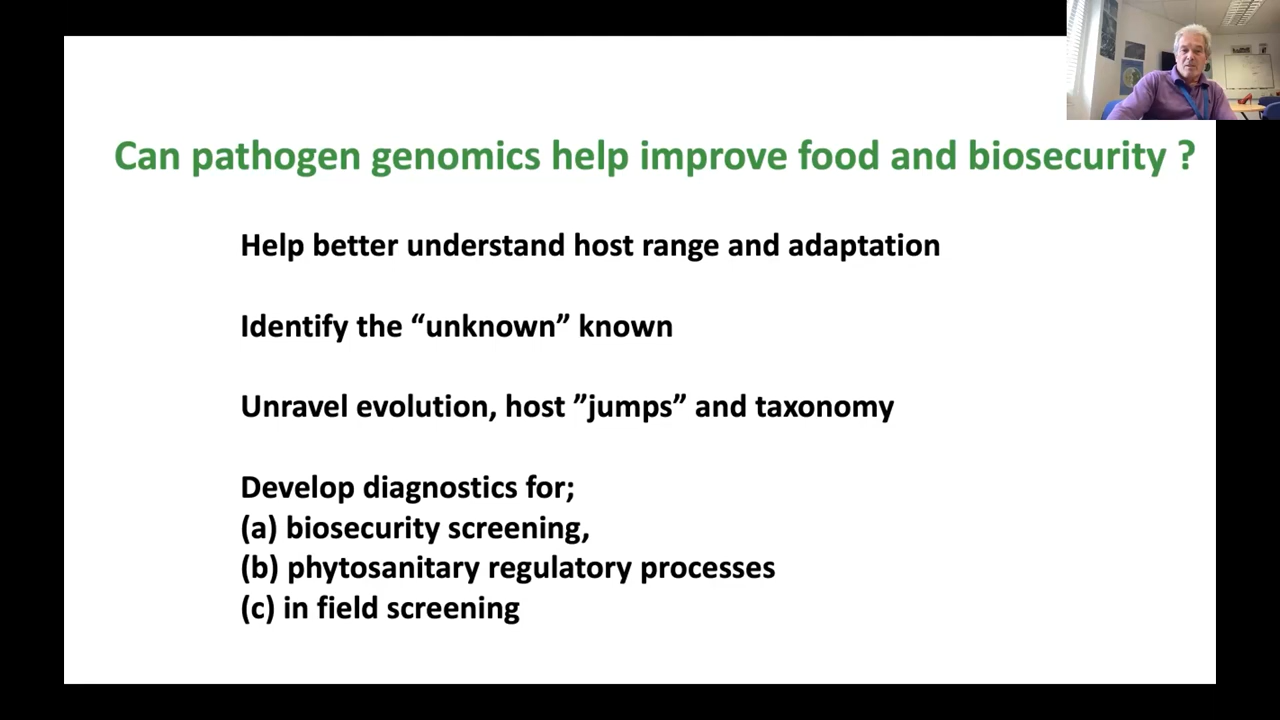 Can pathogen genomics help improve food and biosecurity ?
Help better understand host range and adaptation
Identify the “unknown” known
Unravel evolution, host ”jumps” and taxonomy
Develop diagnostics for;
(a) biosecurity screening,
(b) phytosanitary regulatory processes
(c) in field screening